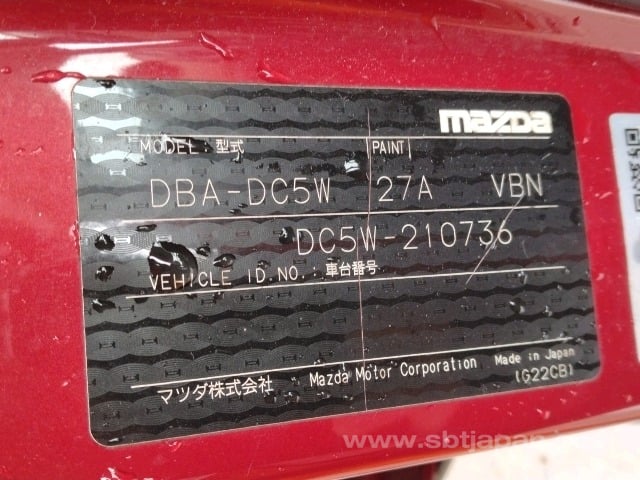 mazda
MODEL:型式 PAINT
DBA-DC5W 27A VBN
DC5W-210736
VEHICLE ID.NO.:車台番号
マツダ株式会社 Mazda Motor Corporation Made in Japan
(G22CB)
www.sbtjapan.